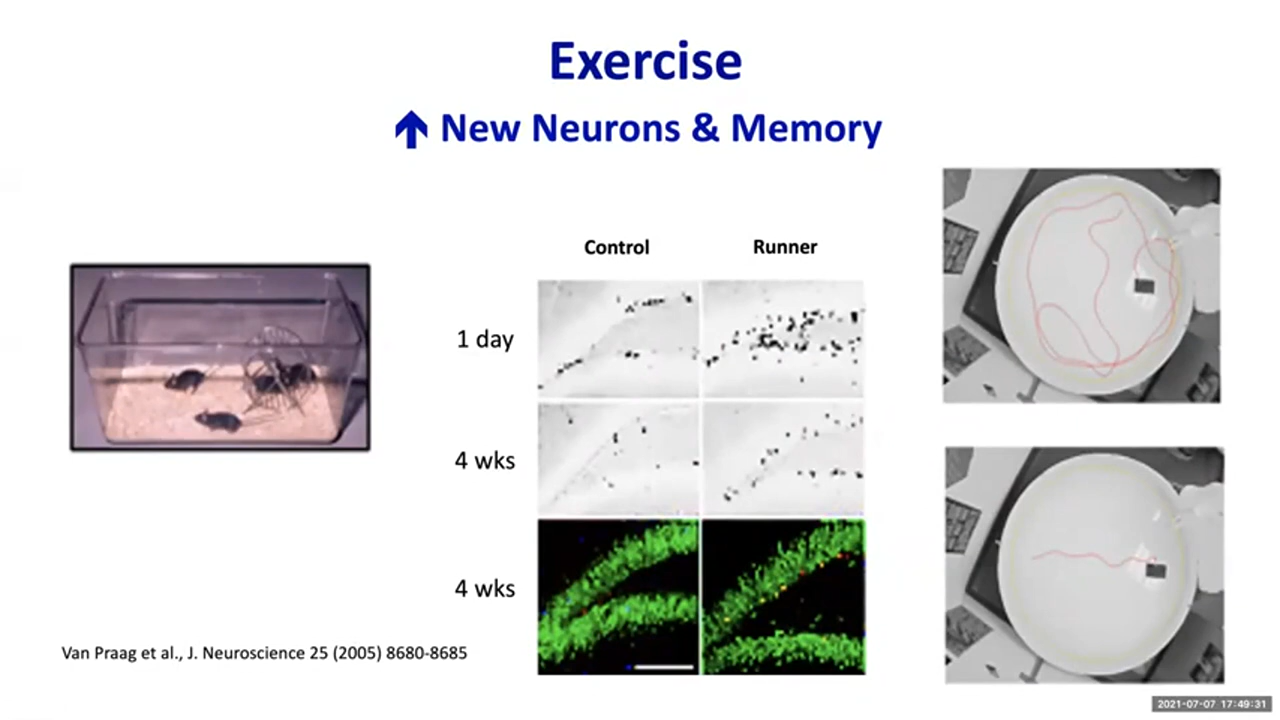 Exercise
↑ New Neurons & Memory
Control Runner
1 day
4 wks
4 wks
Van Praag et al., J. Neuroscience 25 (2005) 8680-8685
2021-07-07 17:49:31